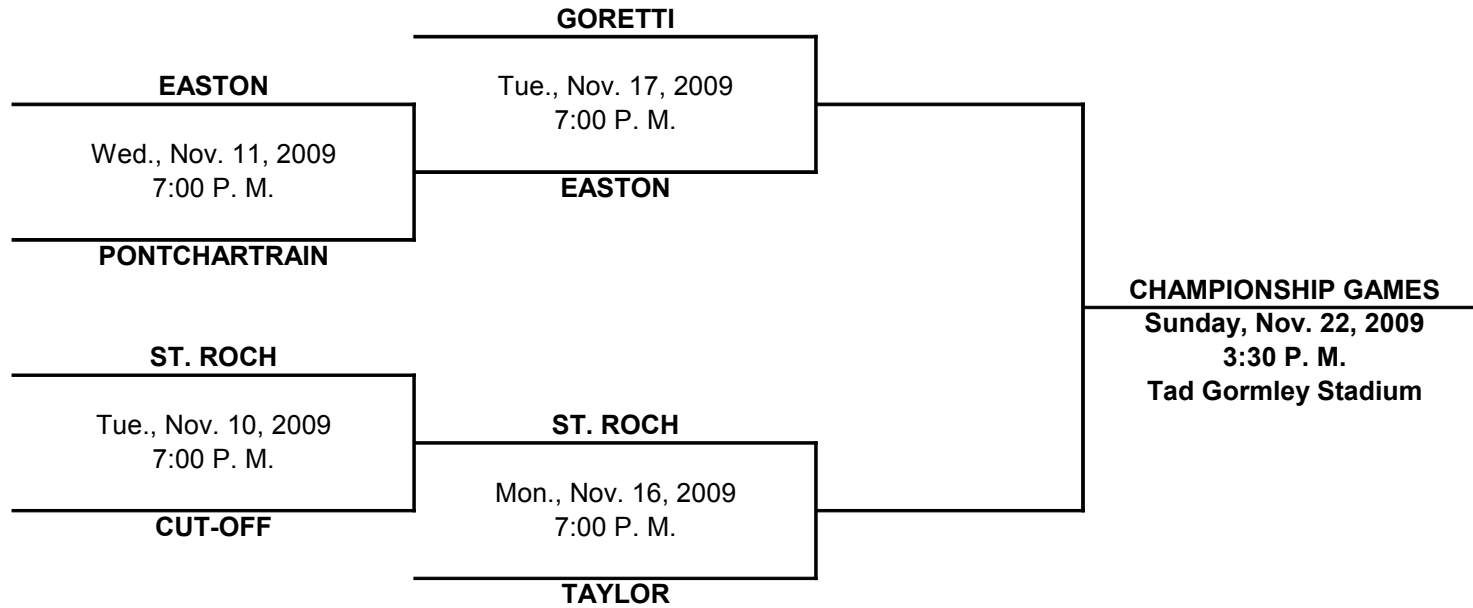 GORETTI
EASTON
Tue., Nov. 17, 2009
7:00 P. M.
Wed., Nov. 11, 2009
7:00 P. M.
EASTON
PONTCHARTRAIN
CHAMPIONSHIP GAMES
Sunday, Nov. 22, 2009
3:30 P. M.
Tad Gormley Stadium
ST. ROCH
Tue., Nov. 10, 2009
7:00 P. M.
ST. ROCH
Mon., Nov. 16, 2009
7:00 P. M.
CUT-OFF
TAYLOR